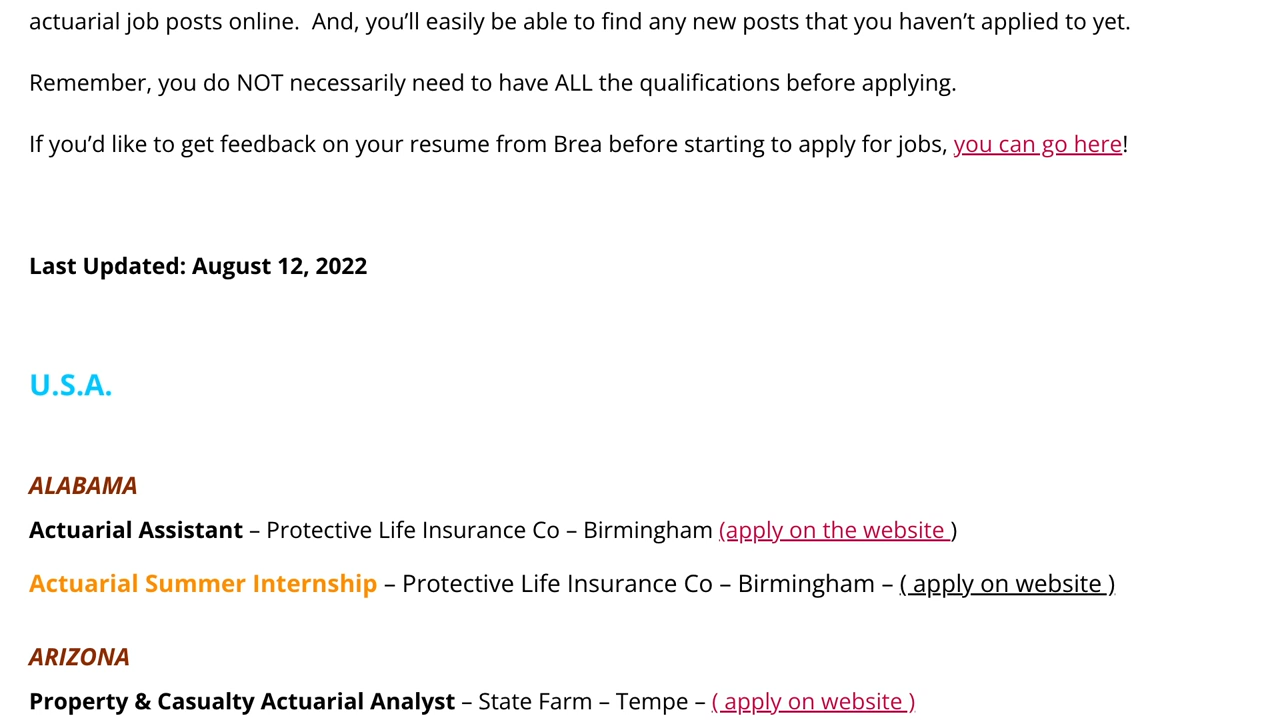 actuarial job posts online.  And, you’ll easily be able to find any new posts that you haven’t applied to yet.
Remember, you do NOT necessarily need to have ALL the qualifications before applying.
If you’d like to get feedback on your resume from Brea before starting to apply for jobs, you can go here!
Last Updated: August 12, 2022
U.S.A.
ALABAMA
Actuarial Assistant – Protective Life Insurance Co – Birmingham (apply on the website )
Actuarial Summer Internship – Protective Life Insurance Co – Birmingham – ( apply on website )
ARIZONA
Property & Casualty Actuarial Analyst – State Farm – Tempe – ( apply on website )